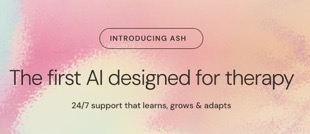 INTRODUCING ASH
The first AI designed for therapy
24/7 support that learns, grows & adapts